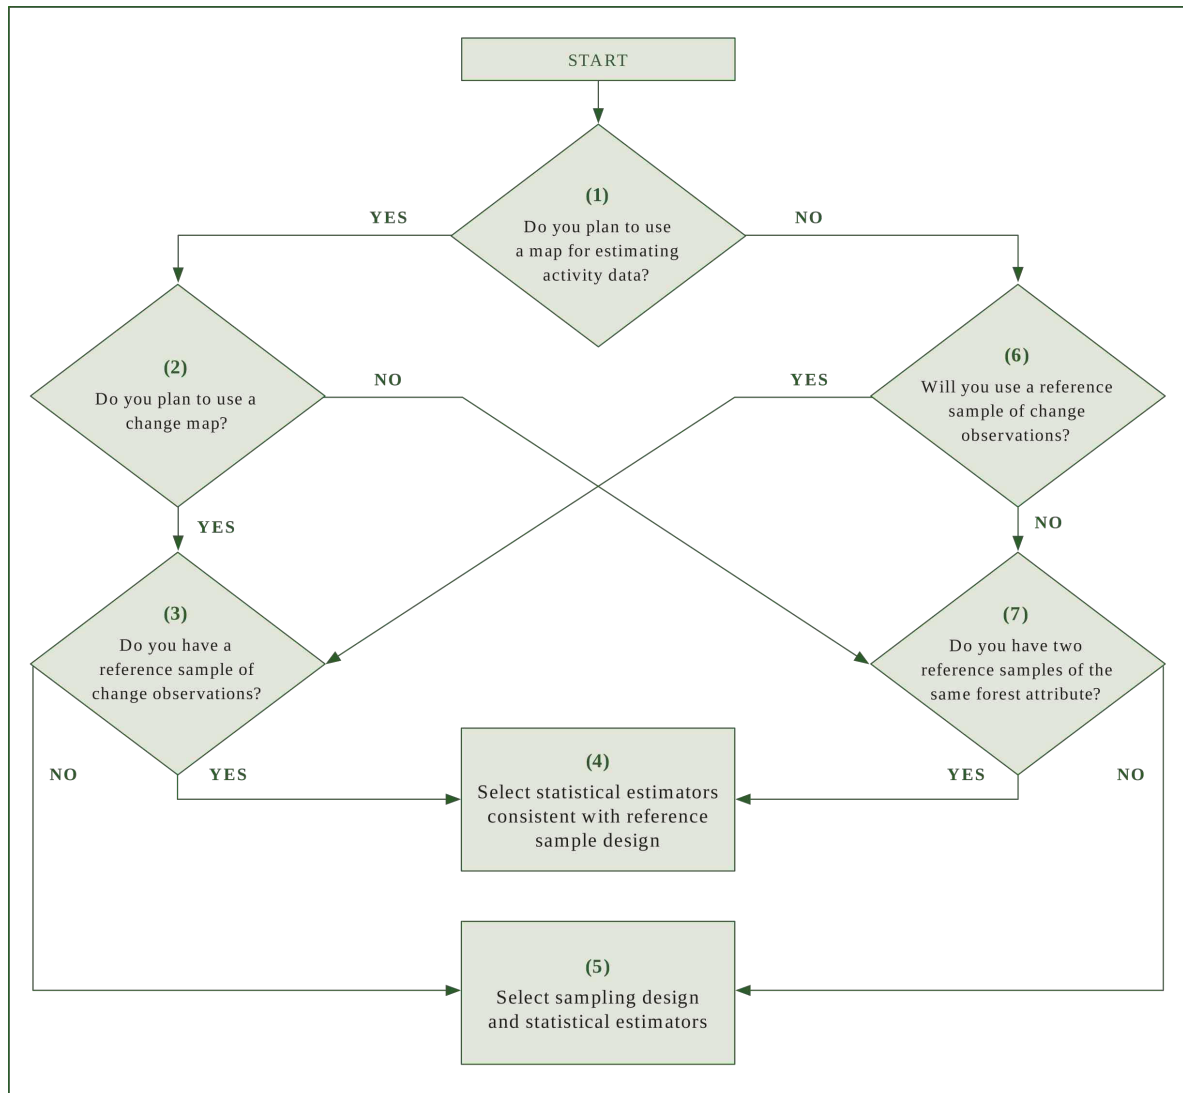 START
(1)
Do you plan to use
a map for estimating
activity data?
YES
NO
(2)
Do you plan to use a
change map?
NO
YES
(6)
Will you use a reference
sample of change
observations?
YES
NO
(3)
Do you have a
reference sample of
change observations?
(7)
Do you have two
reference samples of the
same forest attribute?
NO
YES
(4)
Select statistical estimators
consistent with reference
sample design
YES
NO
(5)
Select sampling design
and statistical estimators